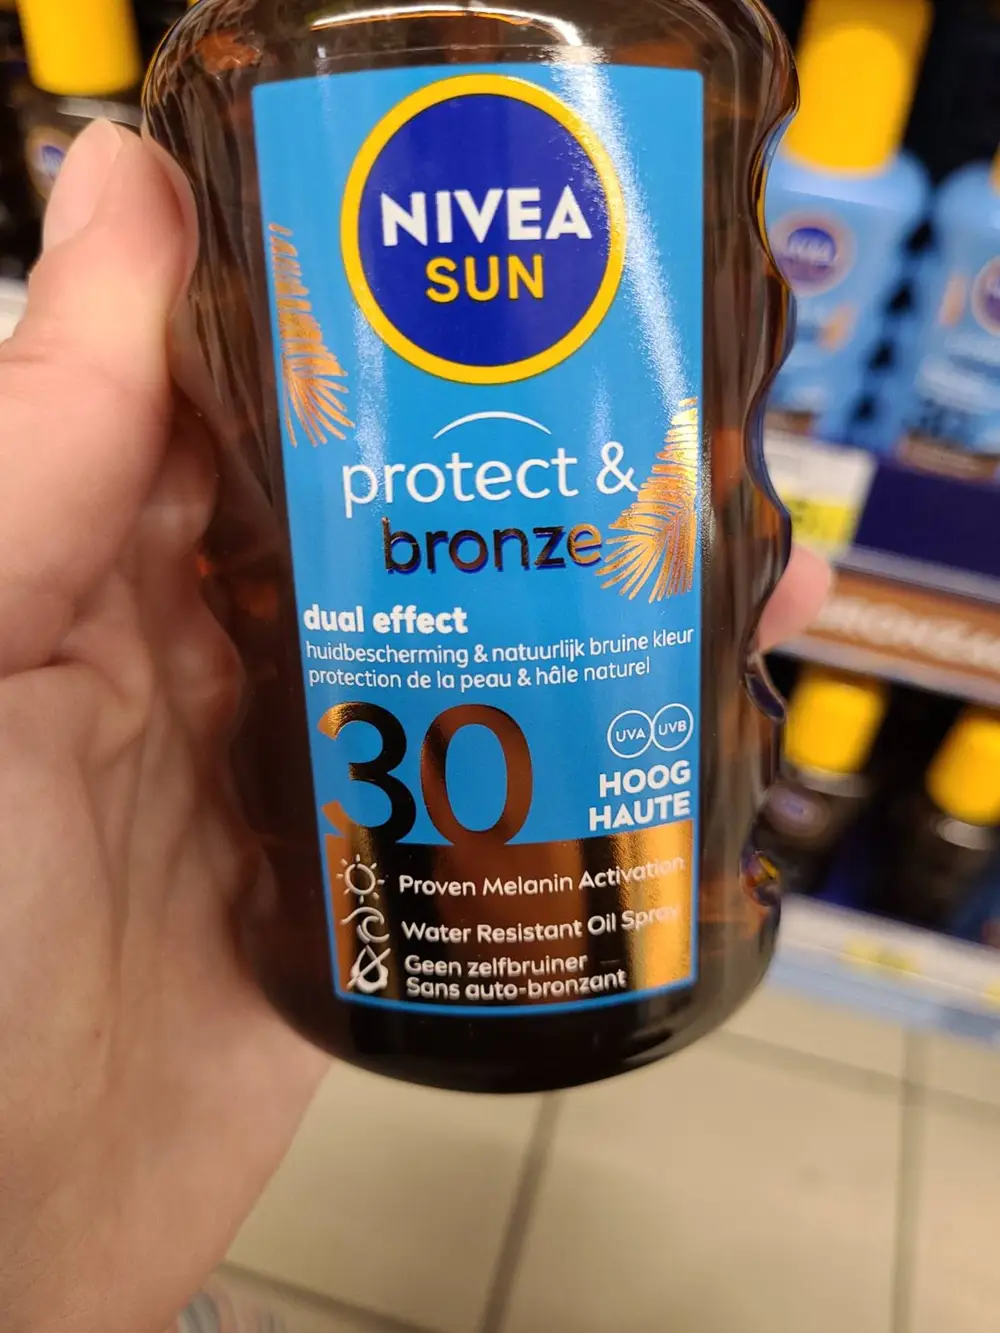 NIVEA
SUN
protect &
bronze
dual effect
huidbescherming & natuurlijk bruine kleur
protection de la peau & hâle naturel
30
UVA UVB
HOOG
HAUTE
Proven Melanin Activation
Water Resistant Oil Spray
Geen zelfbruiner
Sans auto-bronzant